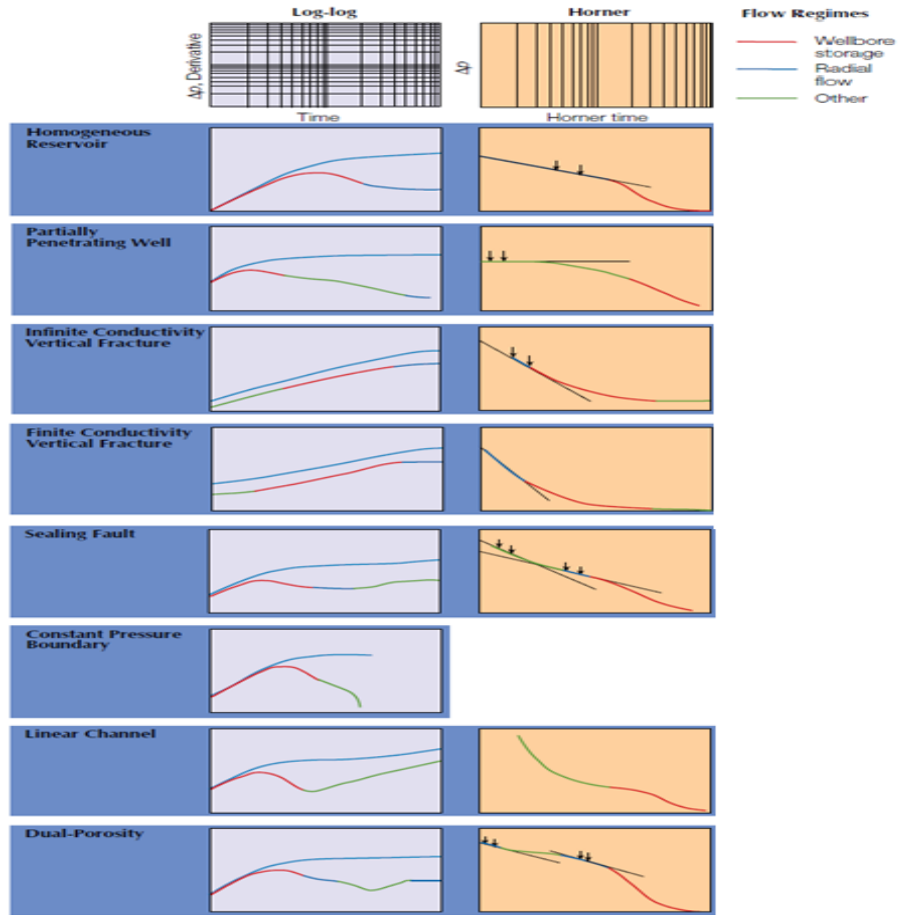 Log-log
Horner
Flow Regimes
Δp, Derivative
Δp
Wellbore
storage
Radial
flow
Other
Time
Horner time
Homogeneous
Reservoir
Partially
Penetrating Well
Infinite Conductivity
Vertical Fracture
Finite Conductivity
Vertical Fracture
Sealing Fault
Constant Pressure
Boundary
Linear Channel
Dual-Porosity